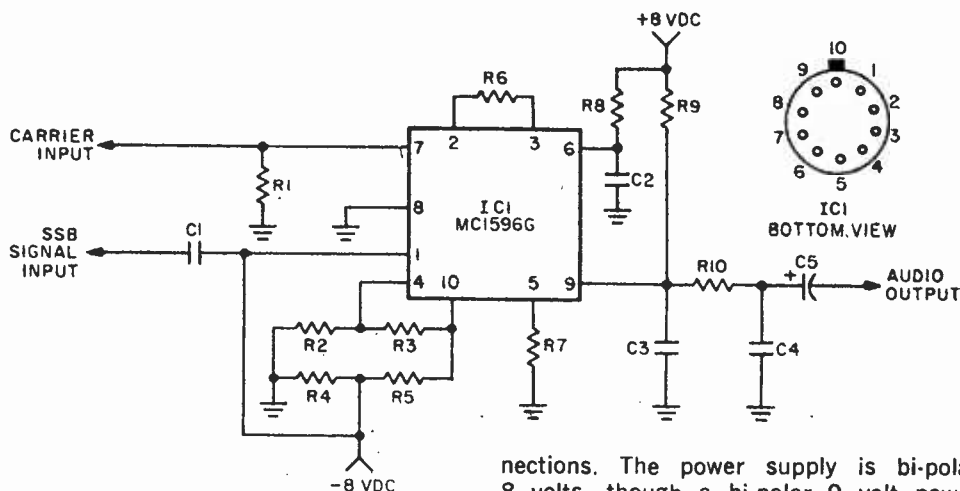 +8 VDC
10
9
1
8
2
7
3
6
4
5
IC1
BOTTOM.VIEW
R6
R8
R9
CARRIER
INPUT
7
2
3
6
R1
C2
8
IC1
MC1596G
SSB
SIGNAL
INPUT
C1
1
4
10
5
9
R10
+
C5
AUDIO
OUTPUT
R2
R3
R7
C3
C4
R4
R5
-8 VDC
nections. The power supply is bi-pola
8 volts, though a bi-polar 9 volt